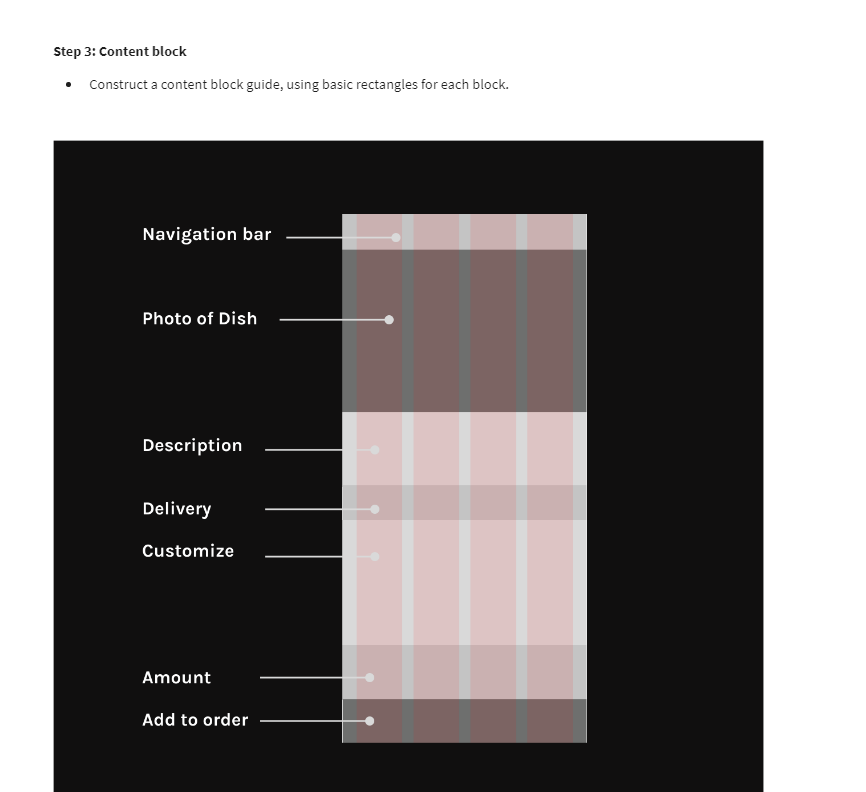 Step 3: Content block
• Construct a content block guide, using basic rectangles for each block.
Navigation bar
Photo of Dish
Description
Delivery
Customize
Amount
Add to order